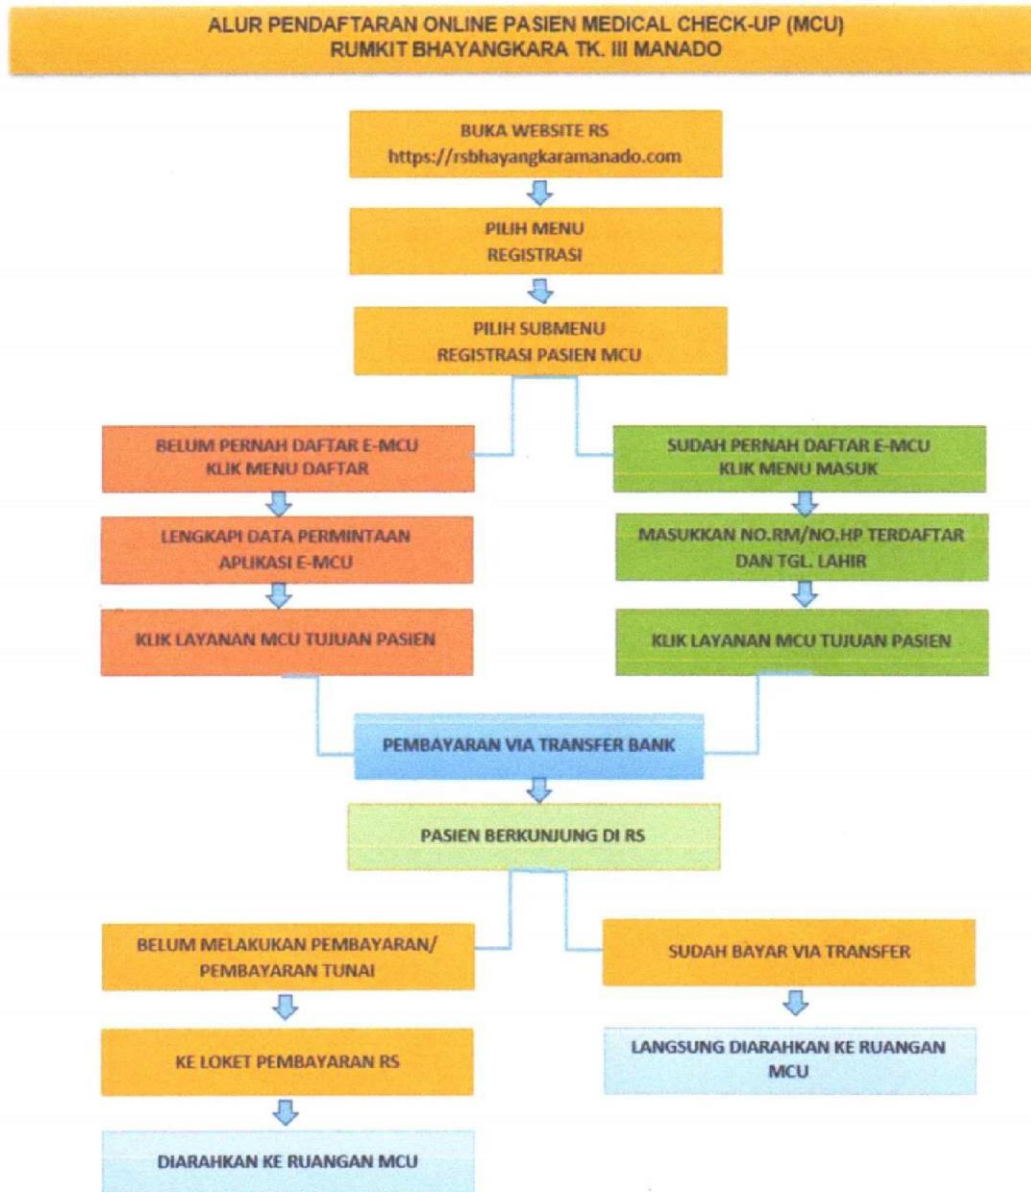 ALUR PENDAFTARAN ONLINE PASIEN MEDICAL CHECK-UP (MCU)
RUMKIT BHAYANGKARA TK. III MANADO
BUKA WEBSITE RS
https://rsbhayangkaramanado.com
PILIH MENU
REGISTRASI
PILIH SUBMENU
REGISTRASI PASIEN MCU
BELUM PERNAH DAFTAR E-MCU
KLIK MENU DAFTAR
LENGKAPI DATA PERMINTAAN
APLIKASI E-MCU
KLIK LAYANAN MCU TUJUAN PASIEN
SUDAH PERNAH DAFTAR E-MCU
KLIK MENU MASUK
MASUKKAN NO.RM/NO.HP TERDAFTAR
DAN TGL. LAHIR
KLIK LAYANAN MCU TUJUAN PASIEN
PEMBAYARAN VIA TRANSFER BANK
PASIEN BERKUNJUNG DI RS
BELUM MELAKUKAN PEMBAYARAN/
PEMBAYARAN TUNAI
KE LOKET PEMBAYARAN RS
DIARAHKAN KE RUANGAN MCU
SUDAH BAYAR VIA TRANSFER
LANGSUNG DIARAHKAN KE RUANGAN
MCU